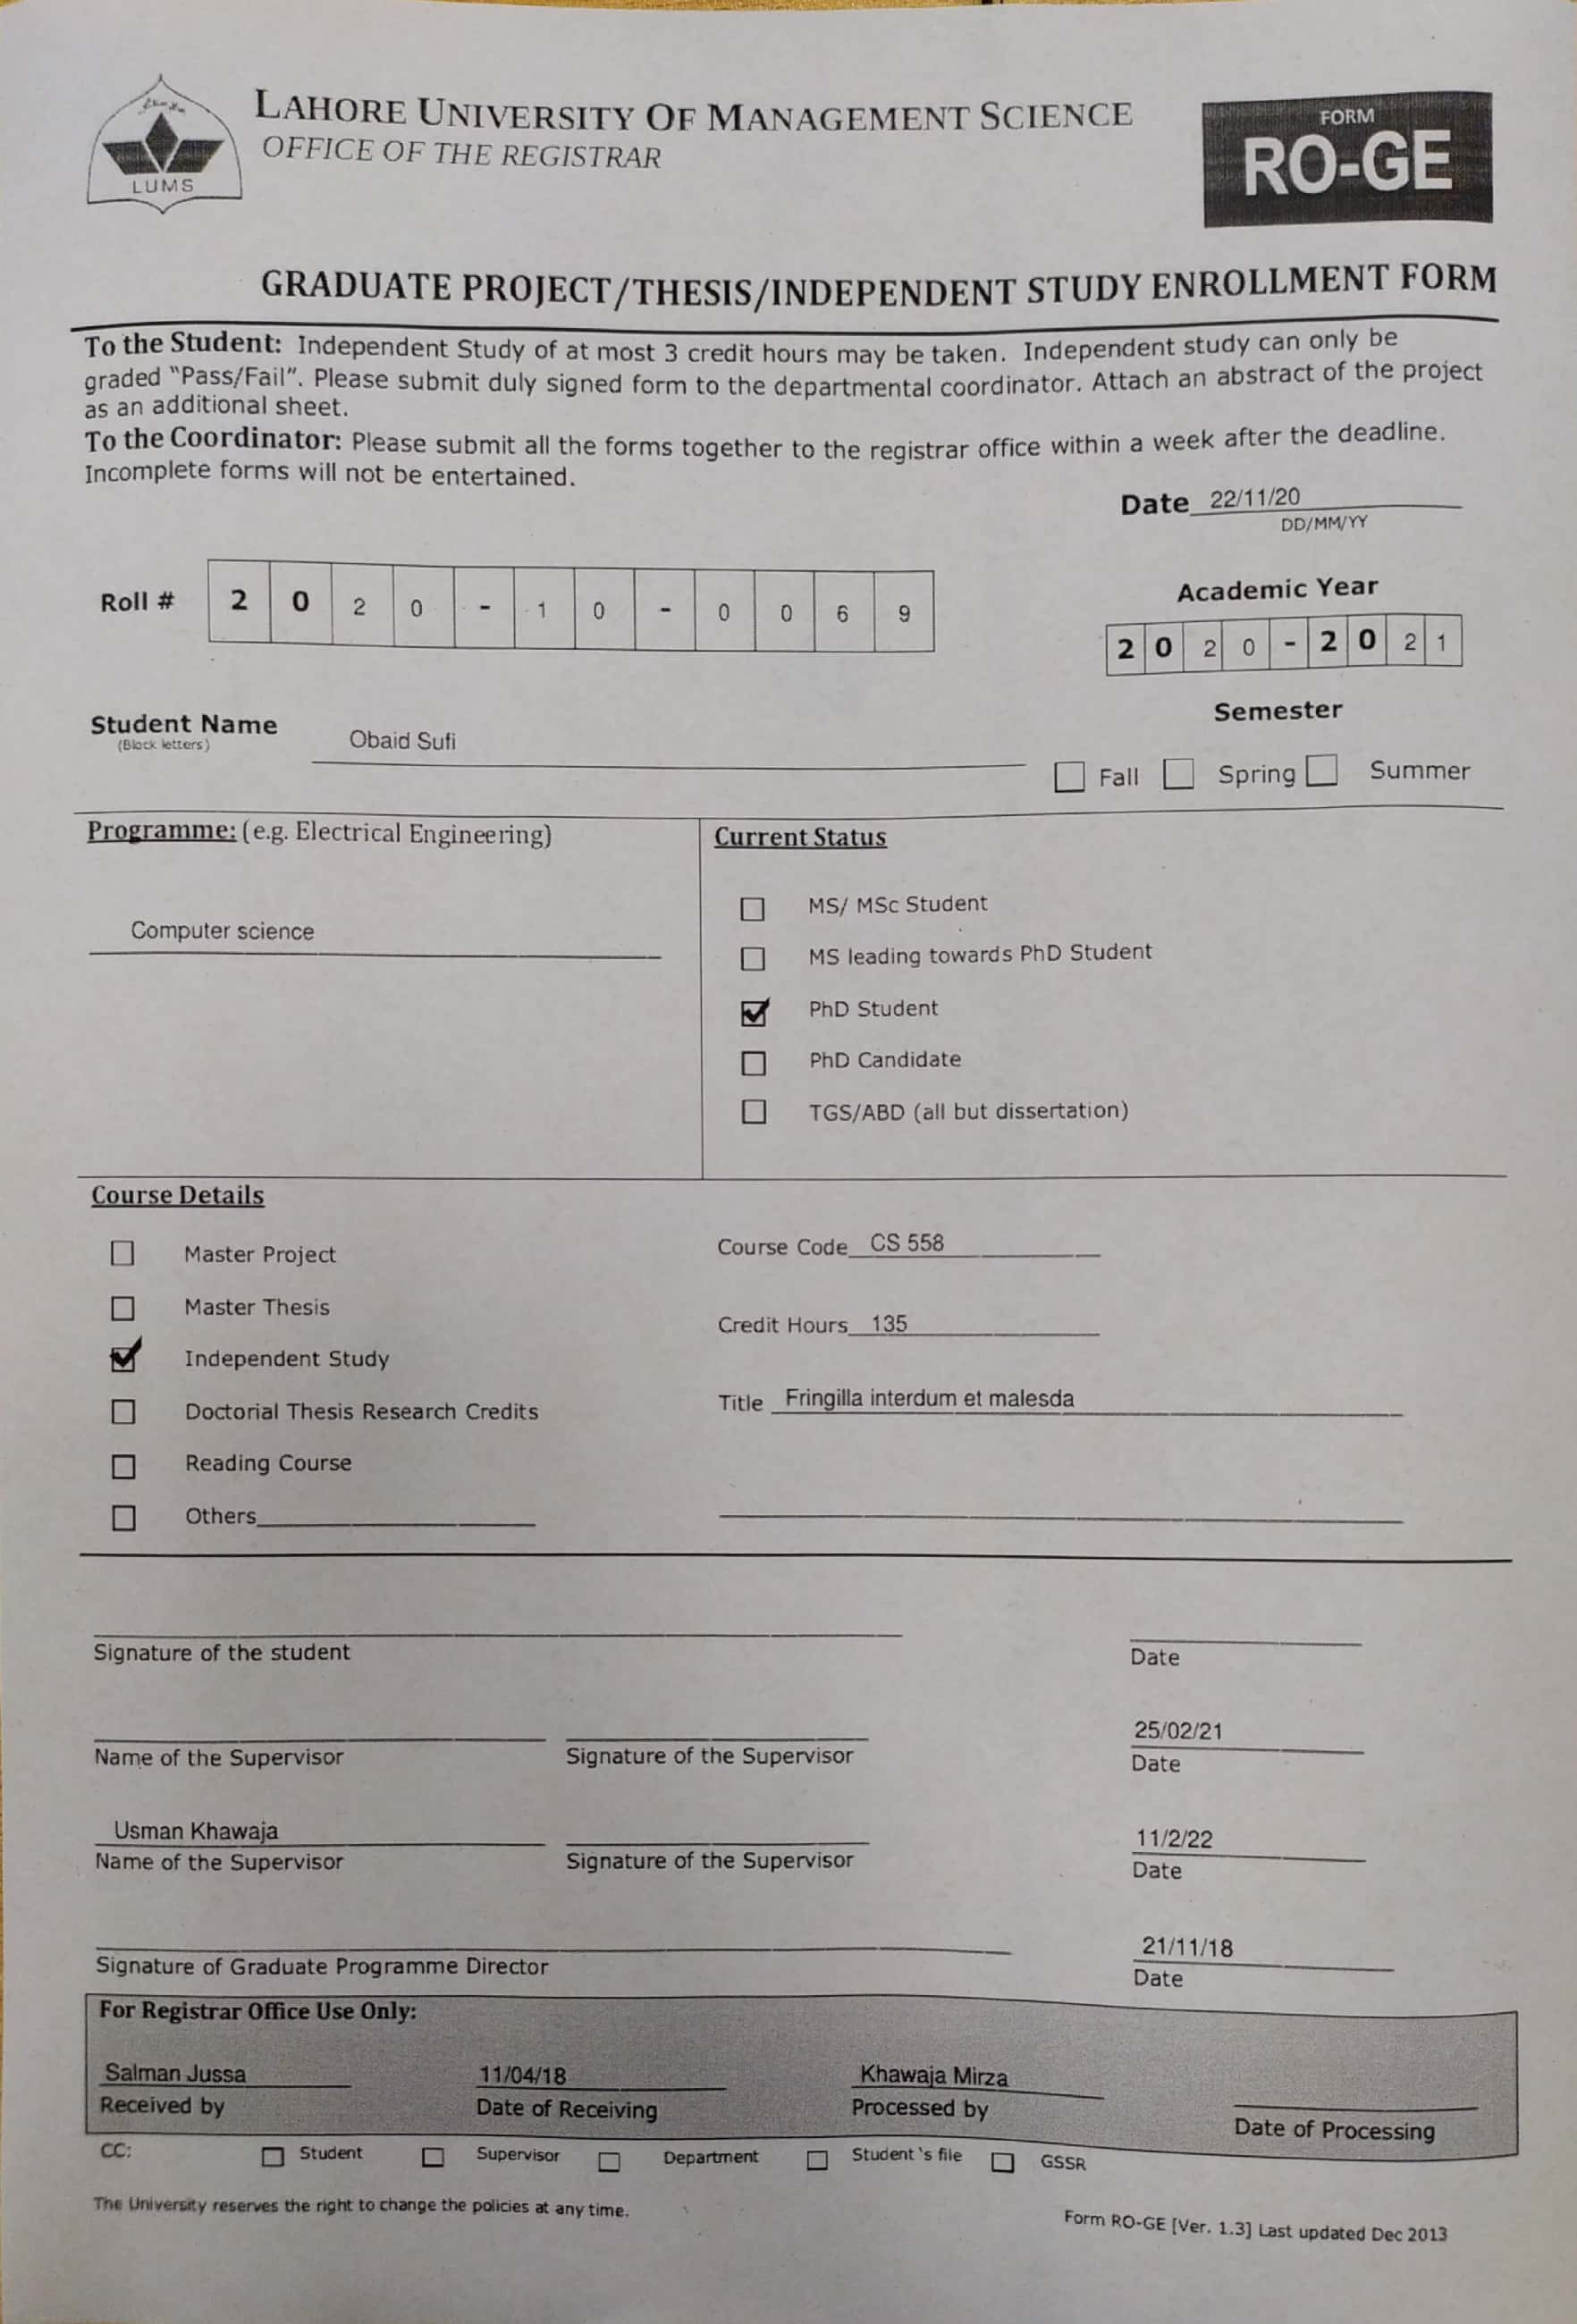 LUMS
LAHORE UNIVERSITY OF MANAGEMENT SCIENCE
OFFICE OF THE REGISTRAR
FORM
RO-GE
GRADUATE PROJECT/THESIS/INDEPENDENT STUDY ENROLLMENT FORM
To the Student: Independent Study of at most 3 credit hours may be taken. Independent study can only be
graded "Pass/Fail". Please submit duly signed form to the departmental coordinator. Attach an abstract of the project
as an additional sheet.
To the Coordinator: Please submit all the forms together to the registrar office within a week after the deadline.
Incomplete forms will not be entertained.
Date 22/11/20
DD/MM/YY
Roll # 2 0 2 0 - 1 0 - 0 0 6 9
Academic Year
2 0 2 0 - 2 0 2 1
Student Name
(Block letters)
Obaid Sufi
Semester
Fall Spring Summer
Programme: (e.g. Electrical Engineering)
Computer science
Current Status
MS/ MSc Student
MS leading towards PhD Student
PhD Student
PhD Candidate
TGS/ABD (all but dissertation)
Course Details
Master Project
Master Thesis
Independent Study
Doctorial Thesis Research Credits
Reading Course
Others
Course Code CS 558
Credit Hours 135
Title Fringilla interdum et malesda
Signature of the student
Date
Name of the Supervisor
Signature of the Supervisor
25/02/21
Date
Usman Khawaja
Name of the Supervisor
Signature of the Supervisor
11/2/22
Date
Signature of Graduate Programme Director
21/11/18
Date
For Registrar Office Use Only:
Salman Jussa
Received by
11/04/18
Date of Receiving
Khawaja Mirza
Processed by
Date of Processing
CC: Student Supervisor Department Student's file GSSR
The University reserves the right to change the policies at any time.
Form RO-GE [Ver. 1.3] Last updated Dec 2013